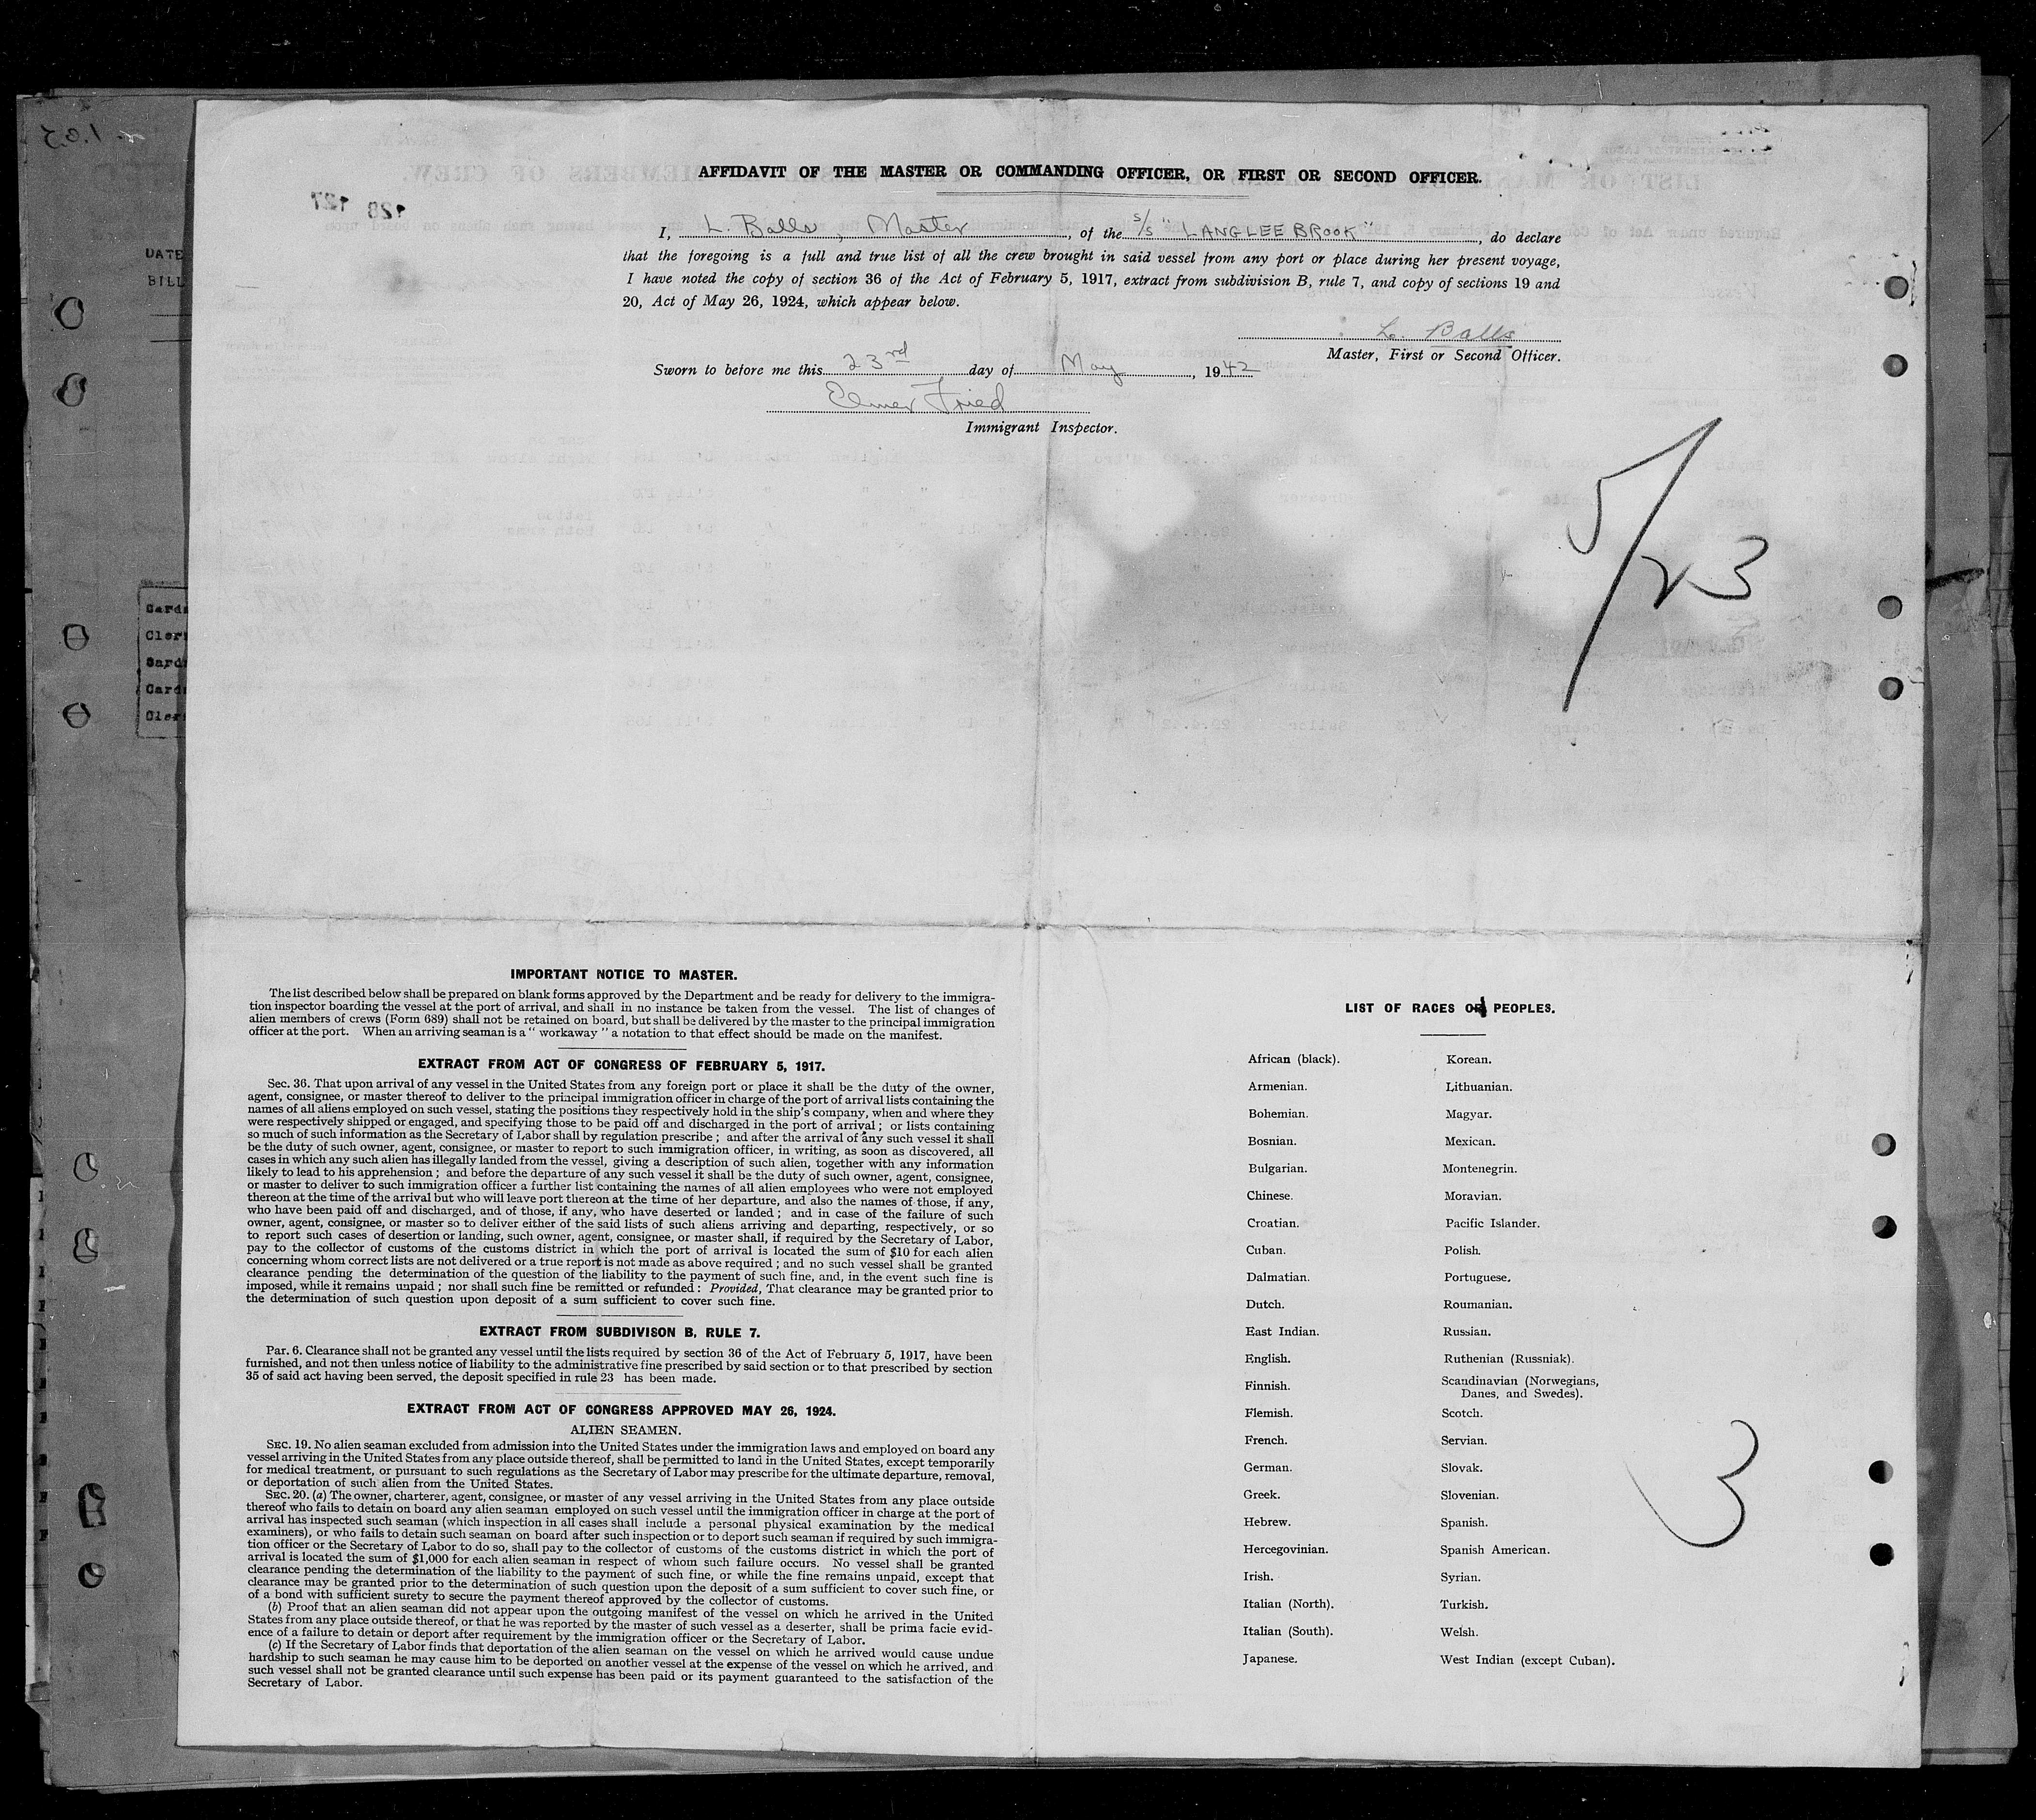 AFFIDAVIT OF THE MASTER OR COMMANDING OFFICER, OR FIRST OR SECOND OFFICER.
I, L. Balls, Master, of the s/s "LANGLEE BROOK", do declare
that the foregoing is a full and true list of all the crew brought in said vessel from any port or place during her present voyage,
I have noted the copy of section 36 of the Act of February 5, 1917, extract from subdivision B, rule 7, and copy of sections 19 and
20, Act of May 26, 1924, which appear below.
L. Balls
Master, First or Second Officer.
Sworn to before me this 23rd day of May, 1942
Elmer Fried
Immigrant Inspector.
5/23
DATE
BILL
IMPORTANT NOTICE TO MASTER.
The list described below shall be prepared on blank forms approved by the Department and be ready for delivery to the immigra-
tion inspector boarding the vessel at the port of arrival, and shall in no instance be taken from the vessel. The list of changes of
alien members of crews (Form 689) shall not be retained on board, but shall be delivered by the master to the principal immigration
officer at the port. When an arriving seaman is a "workaway" a notation to that effect should be made on the manifest.
EXTRACT FROM ACT OF CONGRESS OF FEBRUARY 5, 1917.
Sec. 36. That upon arrival of any vessel in the United States from any foreign port or place it shall be the duty of the owner,
agent, consignee, or master thereof to deliver to the principal immigration officer in charge of the port of arrival lists containing the
names of all aliens employed on such vessel, stating the positions they respectively hold in the ship's company, when and where they
were respectively shipped or engaged, and specifying those to be paid off and discharged in the port of arrival; or lists containing
so much of such information as the Secretary of Labor shall by regulation prescribe; and after the arrival of any such vessel it shall
be the duty of such owner, agent, consignee, or master to report to such immigration officer, in writing, as soon as discovered, all
cases in which any such alien has illegally landed from the vessel, giving a description of such alien, together with any information
likely to lead to his apprehension; and before the departure of any such vessel it shall be the duty of such owner, agent, consignee,
or master to deliver to such immigration officer a further list containing the names of all alien employees who were not employed
thereon at the time of the arrival but who will leave port thereon at the time of her departure, and also the names of those, if any,
who have been paid off and discharged, and of those, if any, who have deserted or landed; and in case of the failure of such
owner, agent, consignee, or master so to deliver either of the said lists of such aliens arriving and departing, respectively, or so
to report such cases of desertion or landing, such owner, agent, consignee, or master shall, if required by the Secretary of Labor,
pay to the collector of customs of the customs district in which the port of arrival is located the sum of $10 for each alien
concerning whom correct lists are not delivered or a true report is not made as above required; and no such vessel shall be granted
clearance pending the determination of the question of the liability to the payment of such fine, and, in the event such fine is
imposed, while it remains unpaid; nor shall such fine be remitted or refunded: Provided, That clearance may be granted prior to
the determination of such question upon deposit of a sum sufficient to cover such fine.
EXTRACT FROM SUBDIVISON B, RULE 7.
Par. 6. Clearance shall not be granted any vessel until the lists required by section 36 of the Act of February 5, 1917, have been
furnished, and not then unless notice of liability to the administrative fine prescribed by said section or to that prescribed by section
35 of said act having been served, the deposit specified in rule 23 has been made.
EXTRACT FROM ACT OF CONGRESS APPROVED MAY 26, 1924.
ALIEN SEAMEN.
SEC. 19. No alien seaman excluded from admission into the United States under the immigration laws and employed on board any
vessel arriving in the United States from any place outside thereof, shall be permitted to land in the United States, except temporarily
for medical treatment, or pursuant to such regulations as the Secretary of Labor may prescribe for the ultimate departure, removal,
or deportation of such alien from the United States.
SEC. 20. (a) The owner, charterer, agent, consignee, or master of any vessel arriving in the United States from any place outside
thereof who fails to detain on board any alien seaman employed on such vessel until the immigration officer in charge at the port of
arrival has inspected such seaman (which inspection in all cases shall include a personal physical examination by the medical
examiners), or who fails to detain such seaman on board after such inspection or to deport such seaman if required by such immigra-
tion officer or the Secretary of Labor to do so, shall pay to the collector of customs of the customs district in which the port of
arrival is located the sum of $1,000 for each alien seaman in respect of whom such failure occurs. No vessel shall be granted
clearance pending the determination of the liability to the payment of such fine, or while the fine remains unpaid, except that
clearance may be granted prior to the determination of such question upon the deposit of a sum sufficient to cover such fine, or
of a bond with sufficient surety to secure the payment thereof approved by the collector of customs.
(b) Proof that an alien seaman did not appear upon the outgoing manifest of the vessel on which he arrived in the United
States from any place outside thereof, or that he was reported by the master of such vessel as a deserter, shall be prima facie evid-
ence of a failure to detain or deport after requirement by the immigration officer or the Secretary of Labor.
(c) If the Secretary of Labor finds that deportation of the alien seaman on the vessel on which he arrived would cause undue
hardship to such seaman he may cause him to be deported on another vessel at the expense of the vessel on which he arrived, and
such vessel shall not be granted clearance until such expense has been paid or its payment guaranteed to the satisfaction of the
Secretary of Labor.
LIST OF RACES OR PEOPLES.
African (black). Korean.
Armenian. Lithuanian.
Bohemian. Magyar.
Bosnian. Mexican.
Bulgarian. Montenegrin.
Chinese. Moravian.
Croatian. Pacific Islander.
Cuban. Polish.
Dalmatian. Portuguese.
Dutch. Roumanian.
East Indian. Russian.
English. Ruthenian (Russniak).
Finnish. Scandinavian (Norwegians,
Danes, and Swedes).
Flemish. Scotch.
French. Servian.
German. Slovak.
Greek. Slovenian.
Hebrew. Spanish.
Hercegovinian. Spanish American.
Irish. Syrian.
Italian (North). Turkish.
Italian (South). Welsh.
Japanese. West Indian (except Cuban).
3